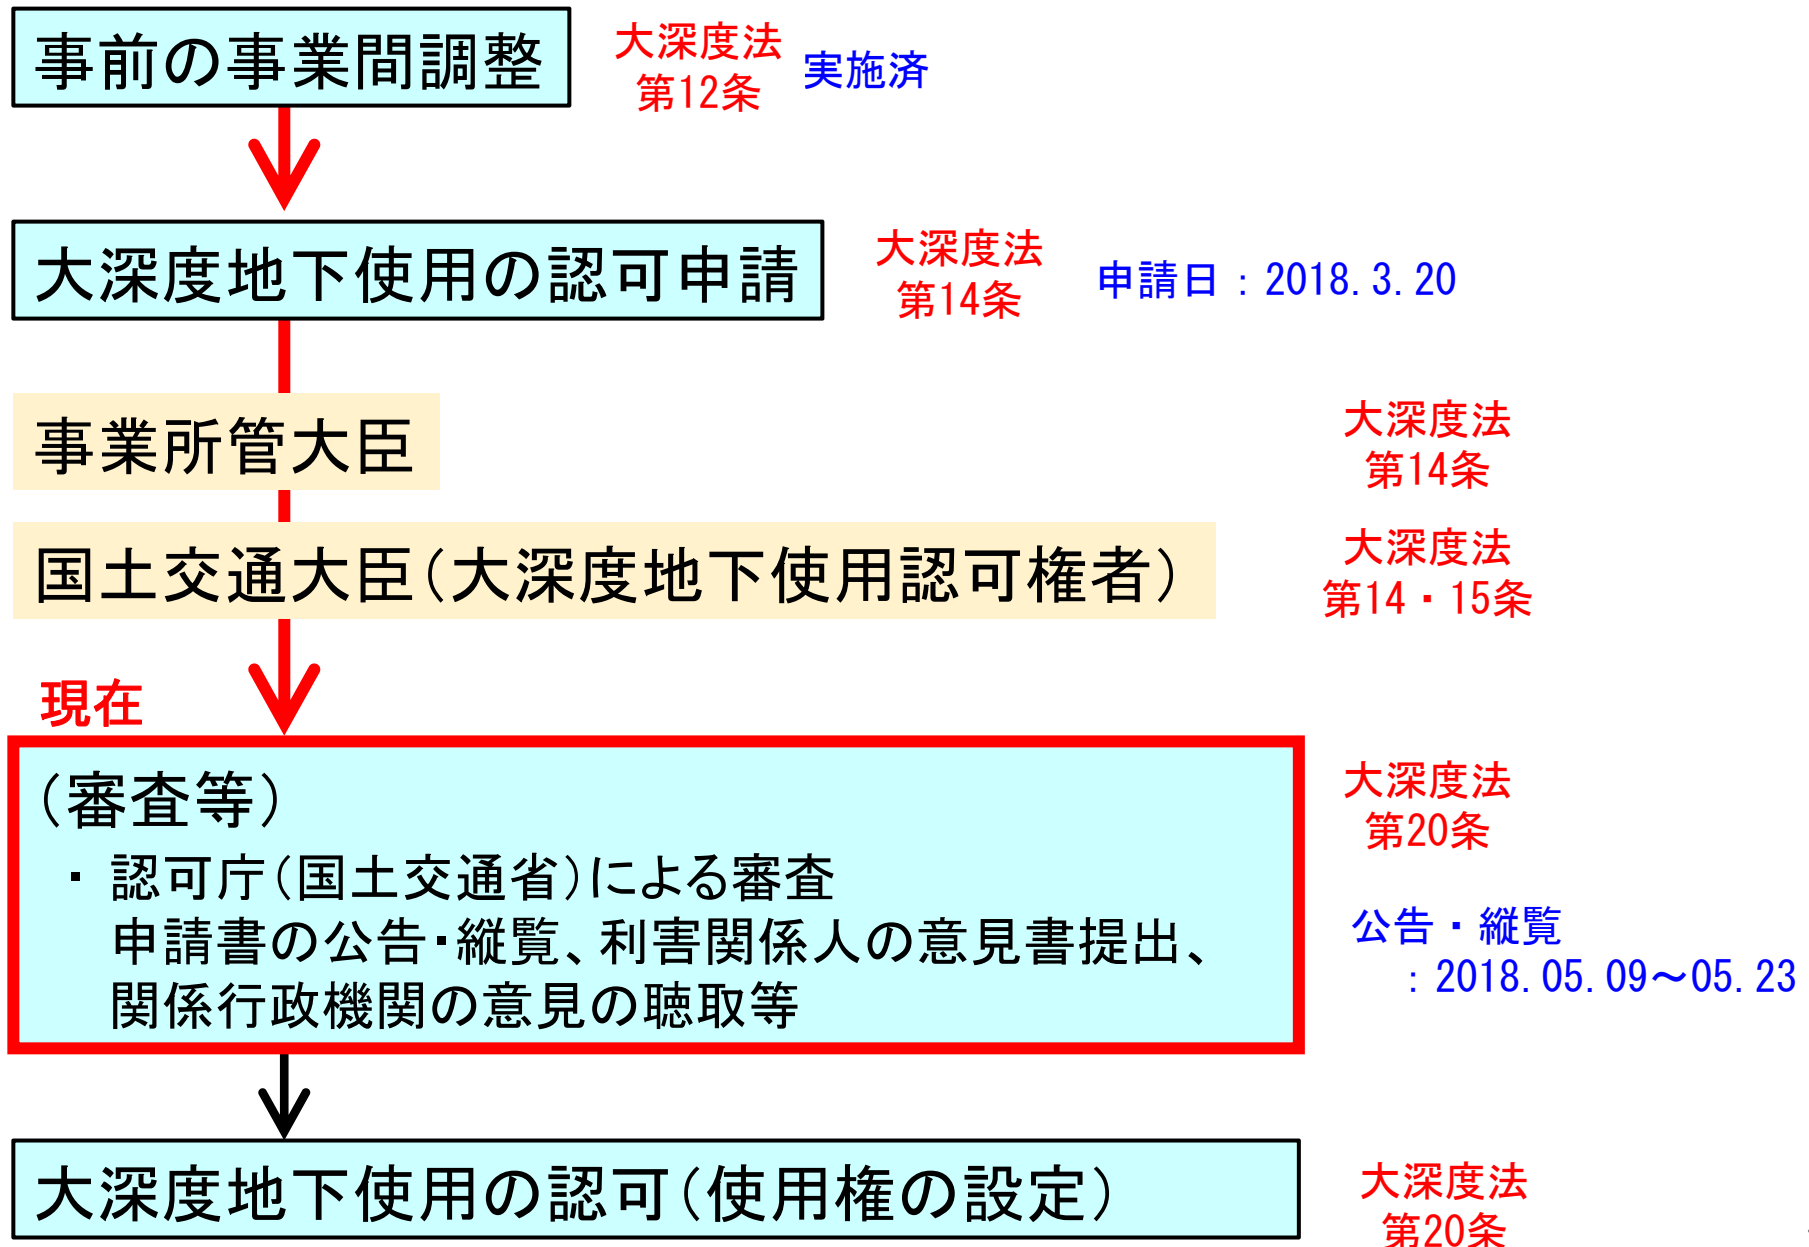 事前の事業間調整
大深度法
第12条
実施済
大深度地下使用の認可申請
大深度法
第14条
申請日：2018.3.20
事業所管大臣
大深度法
第14条
国土交通大臣（大深度地下使用認可権者）
大深度法
第14・15条
現在
（審査等）
・ 認可庁（国土交通省）による審査
申請書の公告・縦覧、利害関係人の意見書提出、
関係行政機関の意見の聴取等
大深度法
第20条
公告・縦覧
：2018.05.09～05.23
大深度地下使用の認可（使用権の設定）
大深度法
第20条